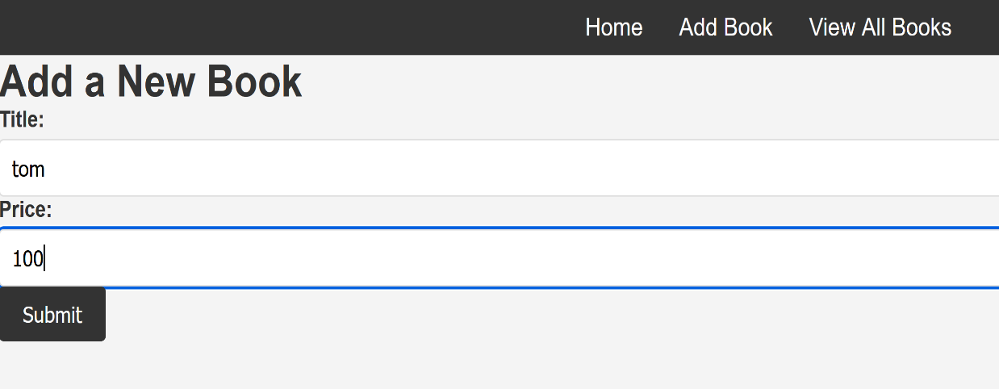 Home Add Book View All Books
Add a New Book
Title:
tom
Price:
100
Submit